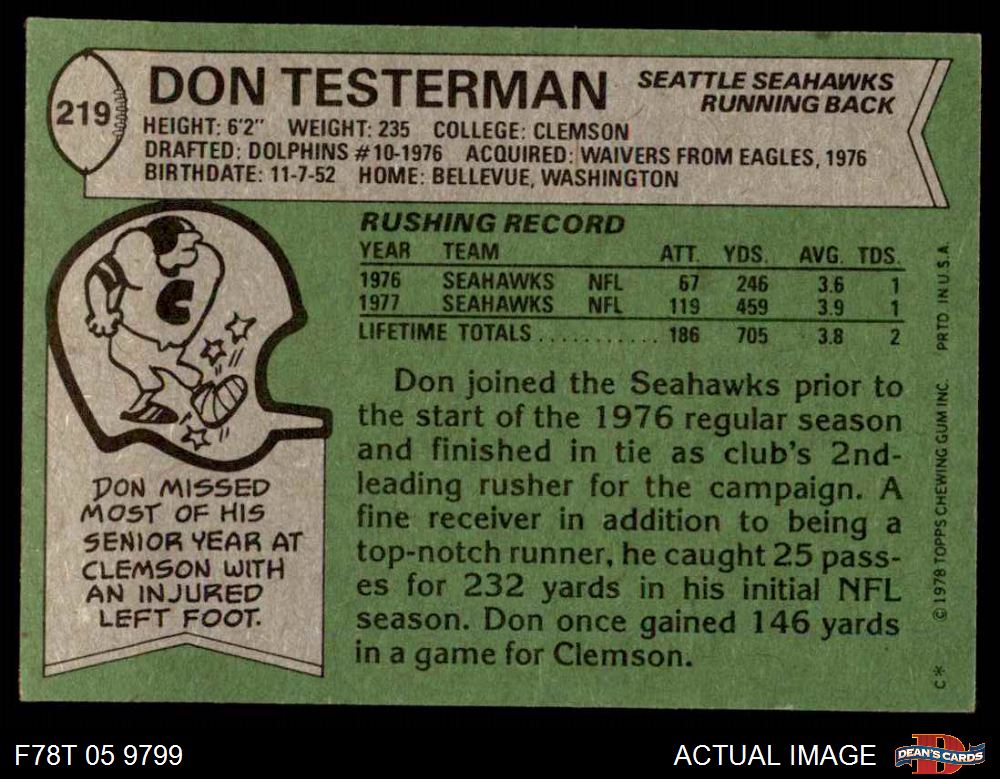 219
DON TESTERMAN
SEATTLE SEAHAWKS
RUNNING BACK
HEIGHT: 6'2" WEIGHT: 235 COLLEGE: CLEMSON
DRAFTED: DOLPHINS #10-1976 ACQUIRED: WAIVERS FROM EAGLES, 1976
BIRTHDATE: 11-7-52 HOME: BELLEVUE, WASHINGTON
RUSHING RECORD
YEAR TEAM ATT. YDS. AVG. TDS.
1976 SEAHAWKS NFL 67 246 3.6 1
1977 SEAHAWKS NFL 119 459 3.9 1
LIFETIME TOTALS . . . . . . . . . . . 186 705 3.8 2
C
DON MISSED
MOST OF HIS
SENIOR YEAR AT
CLEMSON WITH
AN INJURED
LEFT FOOT.
Don joined the Seahawks prior to
the start of the 1976 regular season
and finished in tie as club's 2nd-
leading rusher for the campaign. A
fine receiver in addition to being a
top-notch runner, he caught 25 pass-
es for 232 yards in his initial NFL
season. Don once gained 146 yards
in a game for Clemson.
C* © 1978 TOPPS CHEWING GUM INC. PRTD IN U.S.A.
F78T 05 9799
ACTUAL IMAGE
D
DEAN'S CARDS